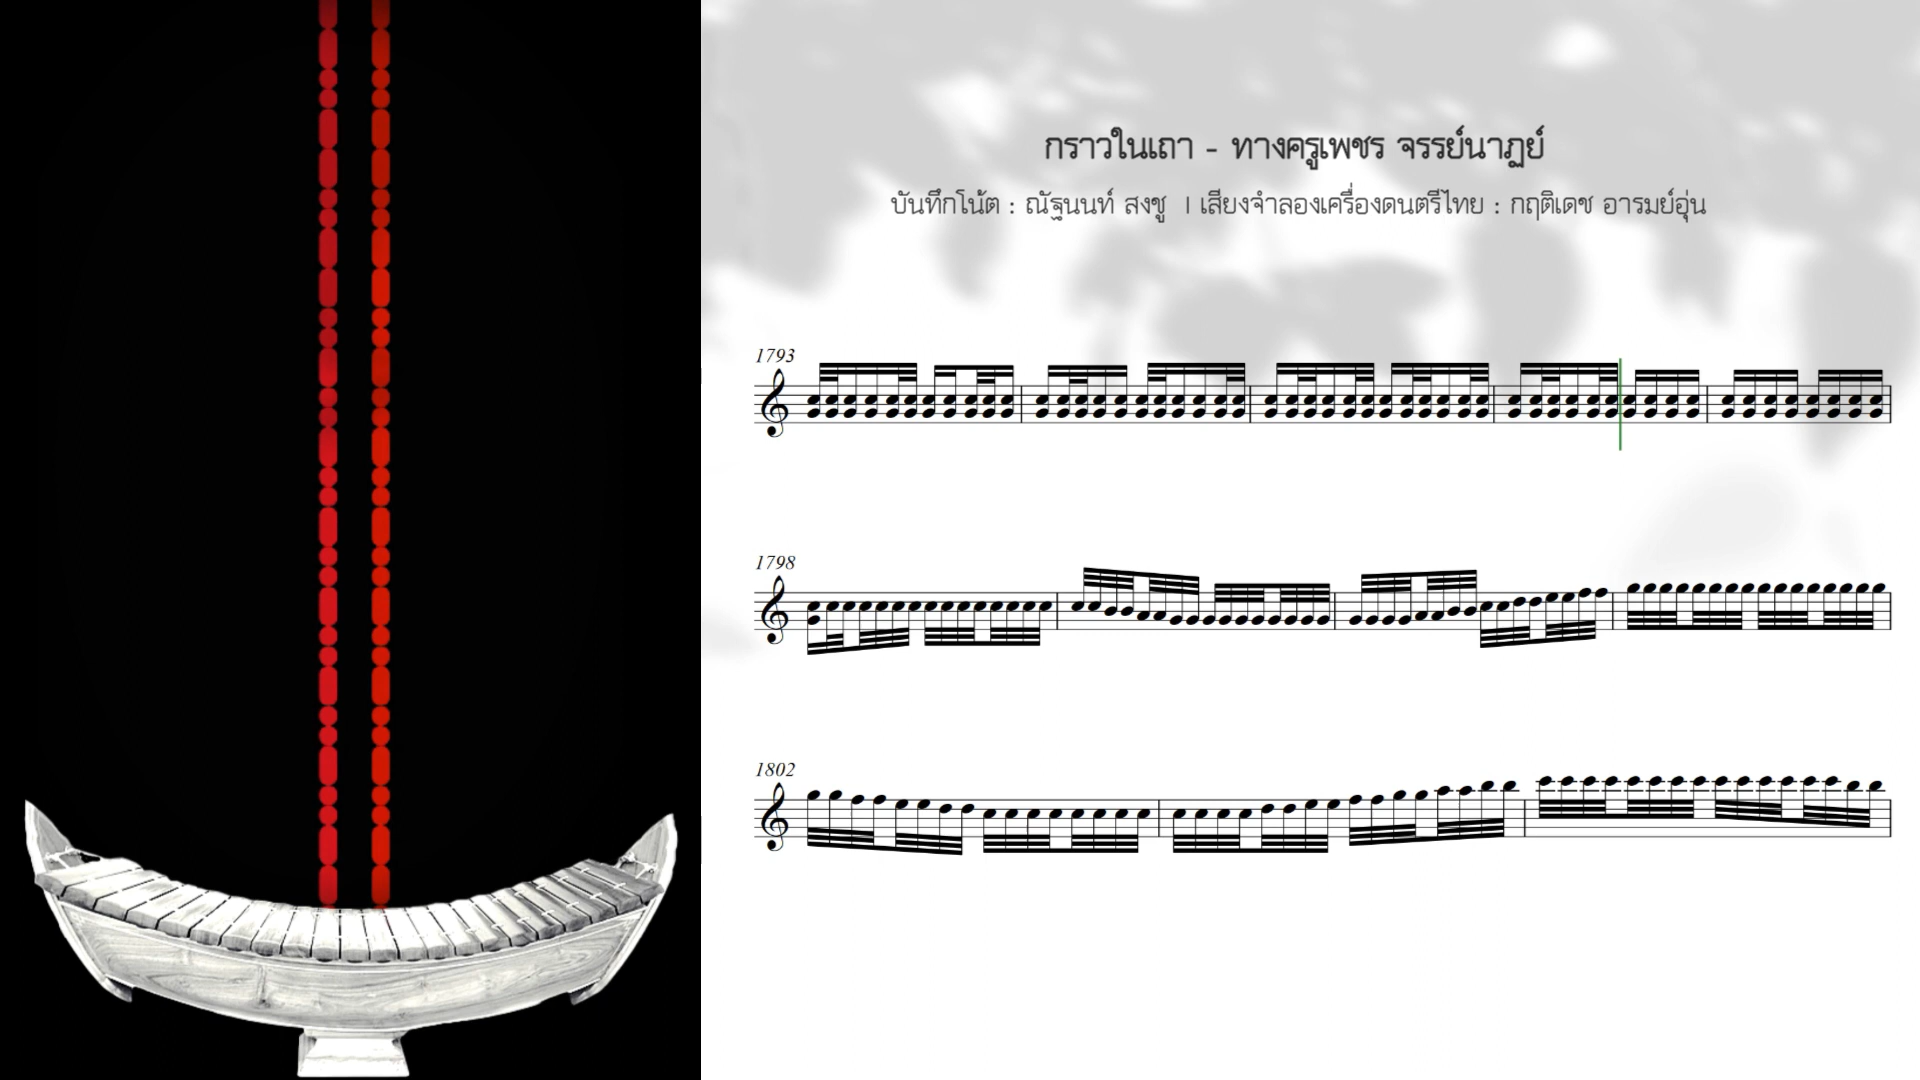 กราวในเถา - ทางครูเพชร จรรย์นาฏย์
บันทึกโน้ต : ณัฐนนท์ สงชู | เสียงจำลองเครื่องดนตรีไทย : กฤติเดช อารมย์อุ่น
1793
1798
1802